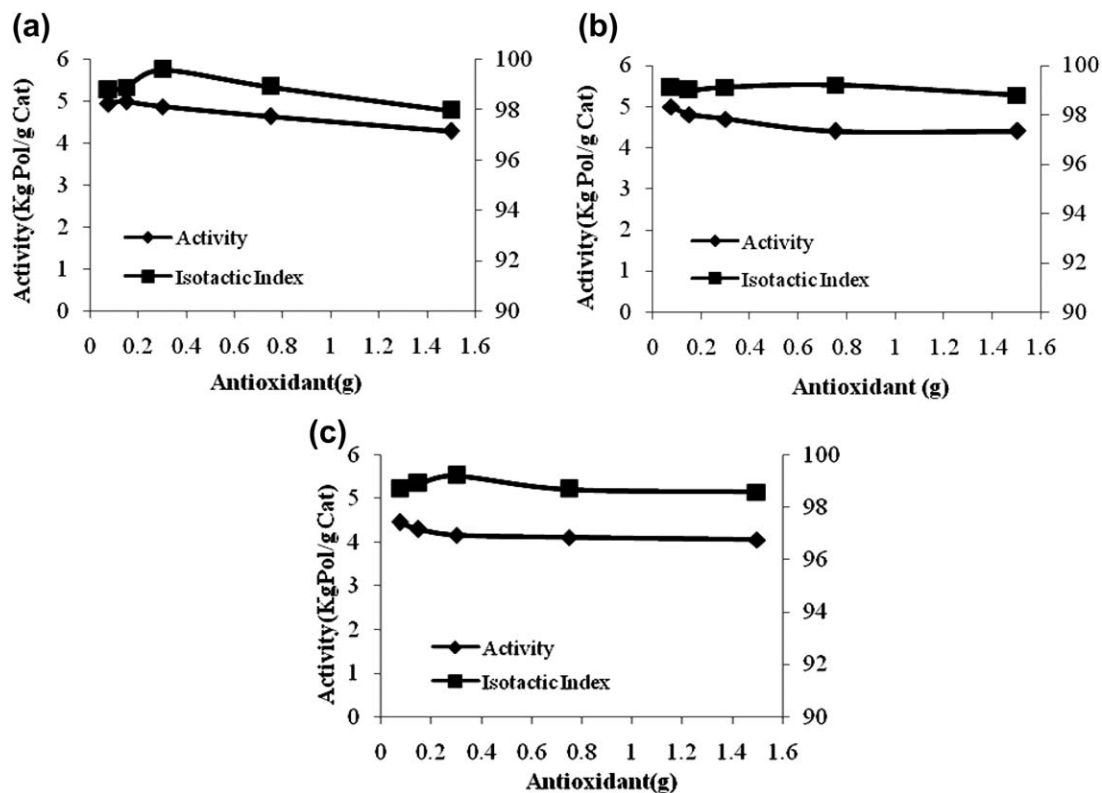 (a)
Activity(Kg Pol/g Cat)
6
5
4
3
2
1
0
100
98
96
94
92
90
Activity
Isotactic Index
0 0.2 0.4 0.6 0.8 1 1.2 1.4 1.6
Antioxidant(g)
(b)
Activity(Kg Pol/g Cat)
6
5
4
3
2
1
0
100
98
96
94
92
90
Activity
Isotactic Index
0 0.2 0.4 0.6 0.8 1 1.2 1.4 1.6
Antioxidant (g)
(c)
Activity(KgPol/g Cat)
6
5
4
3
2
1
0
100
98
96
94
92
90
Activity
Isotactic Index
0 0.2 0.4 0.6 0.8 1 1.2 1.4 1.6
Antioxidant(g)